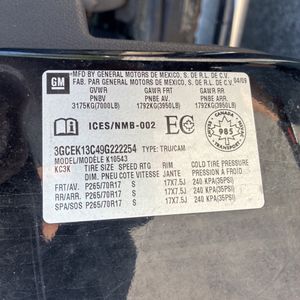 GM
MFD. BY GENERAL MOTORS DE MEXICO, S. DE R.L. DE C.V.
FAB. PAR GENERAL MOTORS DE MEXICO, S. DE R.L. DE C.V.
04/09
GVWR GAWR FRT GAWR RR
PNBV PNBE AV PNBE ARR
3175KG(7000LB) 1792KG(3950LB) 1792KG(3950LB)
ICES/NMB-002 EC 985
3GCEK13C49G222254 TYPE: TRU/CAM
MODEL/MODÈLE K10543
KC3K TIRE SIZE SPEED RTG RIM COLD TIRE PRESSURE
DIM. PNEU COTE VITESSE JANTE PRESSION A FROID
FRT/AV. P265/70R17 S 17X7.5J 240 KPA(35PSI)
RR/ARR. P265/70R17 S 17X7.5J 240 KPA(35PSI)
SPA/SOS P265/70R17 S 17X7.5J 240 KPA(35PSI)